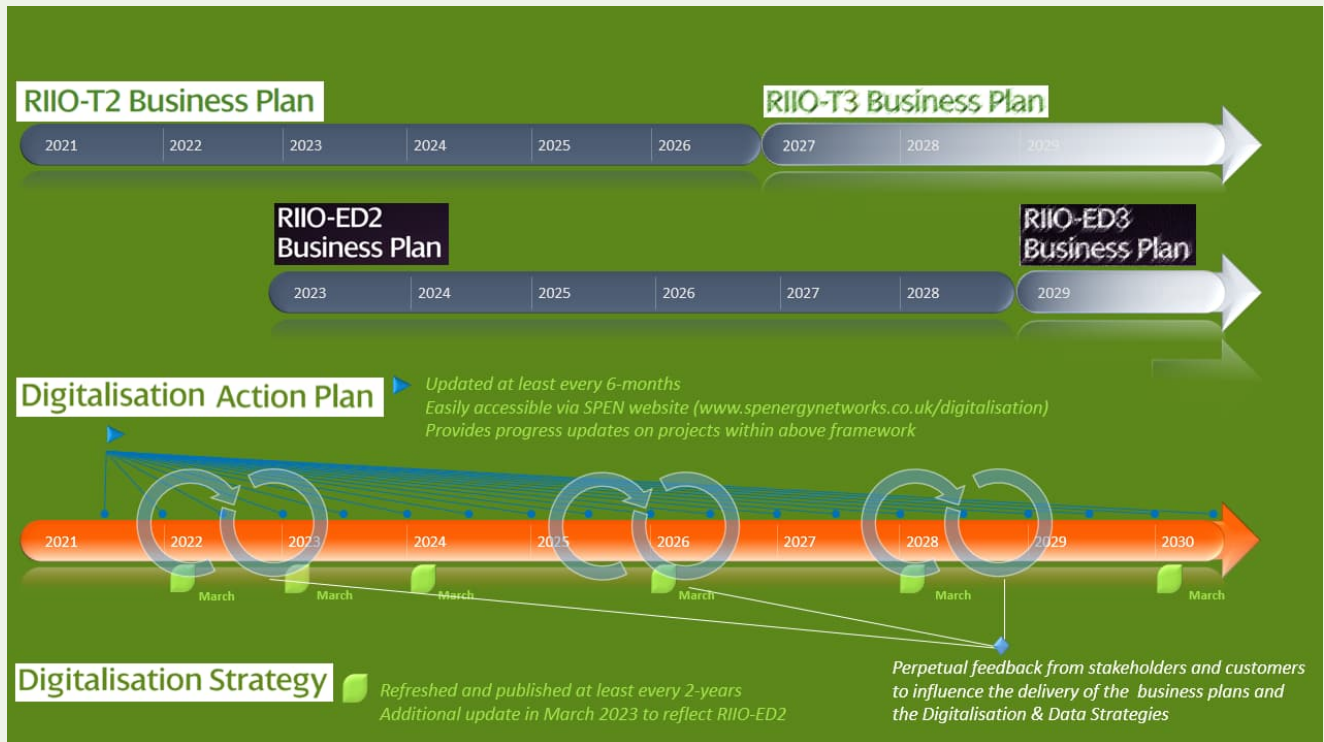 RIIO-T2 Business Plan
RIIO-T3 Business Plan
2021 2022 2023 2024 2025 2026 2027 2028 2029
RIIO-ED2
Business Plan
RIIO-ED3
Business Plan
2023 2024 2025 2026 2027 2028 2029
Digitalisation Action Plan
Updated at least every 6-months
Easily accessible via SPEN website (www.spenergynetworks.co.uk/digitalisation)
Provides progress updates on projects within above framework
2021 2022 2023 2024 2025 2026 2027 2028 2029 2030
March March March March March March
Digitalisation Strategy
Refreshed and published at least every 2-years
Additional update in March 2023 to reflect RIIO-ED2
Perpetual feedback from stakeholders and customers
to influence the delivery of the business plans and
the Digitalisation & Data Strategies